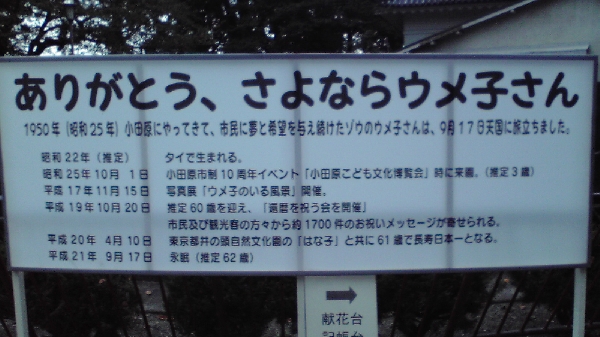 ありがとう、さよならウメ子さん
1950年(昭和25年)小田原にやってきて、市民に夢と希望を与え続けたゾウのウメ子さんは、9月17日天国に旅立ちました。
昭和22年(推定) タイで生まれる。
昭和25年10月 1日 小田原市制10周年イベント「小田原こども文化博覧会」時に来園。(推定3歳)
平成17年11月15日 写真展「ウメ子のいる風景」開催。
平成19年10月20日 推定60歳を迎え、「還暦を祝う会を開催」
市民及び観光客の方々から約1700件のお祝いメッセージが寄せられる。
平成20年 4月10日 東京都井の頭自然文化園の「はな子」と共に61歳で長寿日本一となる。
平成21年 9月17日 永眠(推定62歳)
→
献花台
記帳台